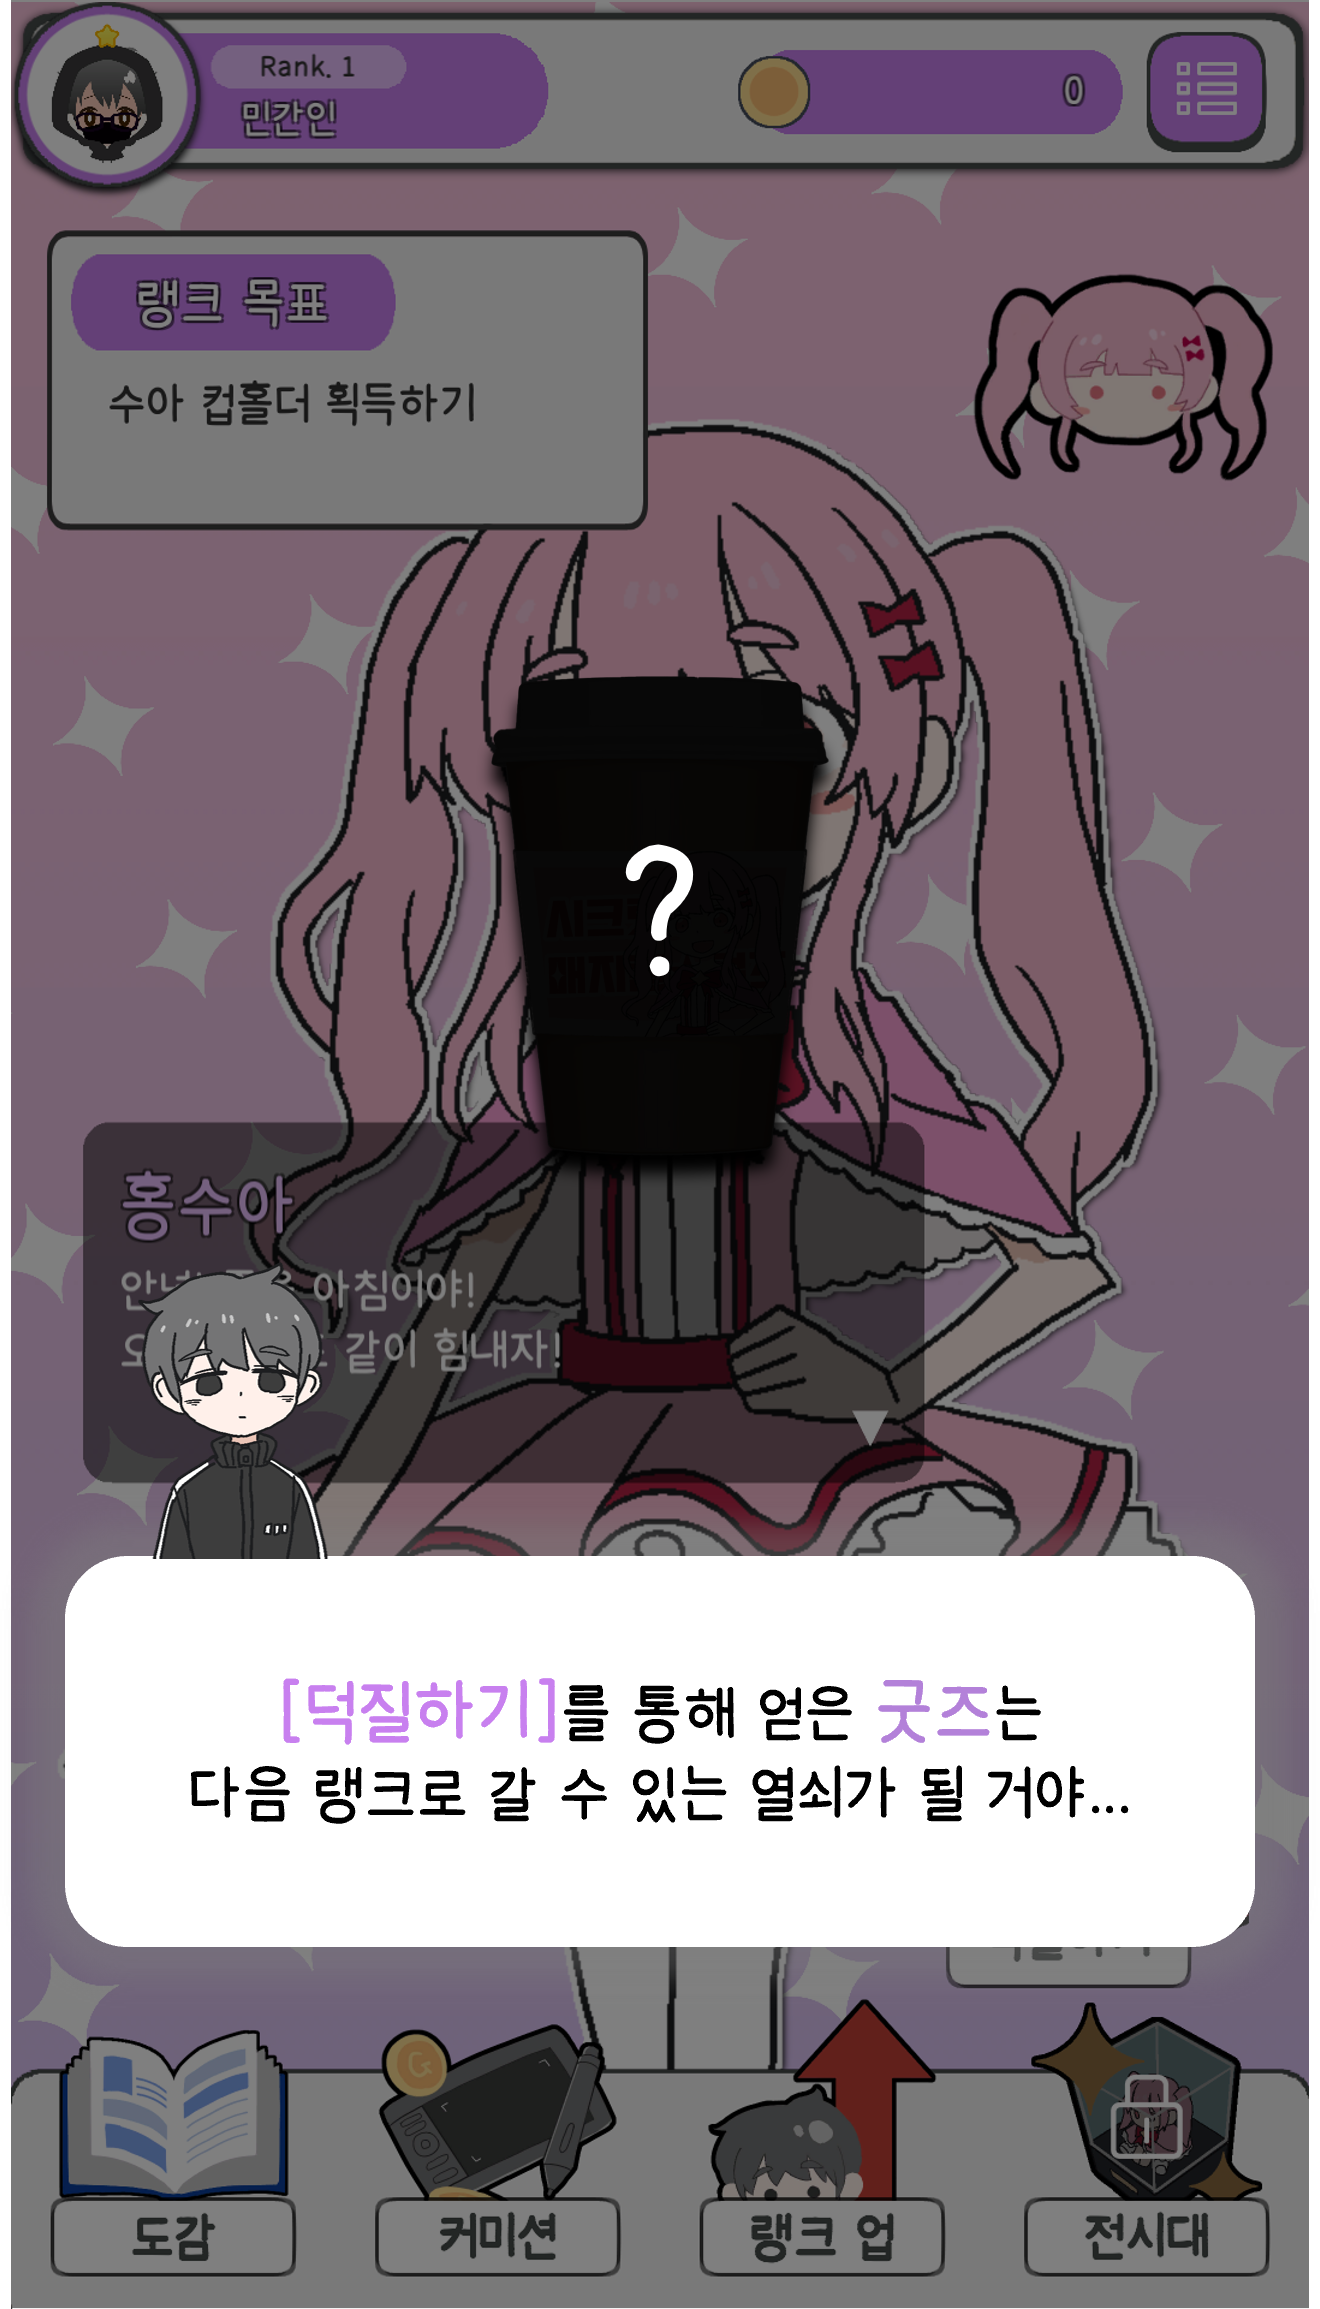 Rank. 1
민간인
0
랭크 목표
수아 컵홀더 획득하기
?
홍수아
아침이야!
같이 힘내자!
[덕질하기]를 통해 얻은 굿즈는
다음 랭크로 갈 수 있는 열쇠가 될 거야...
G
도감
커미션
랭크 업
전시대